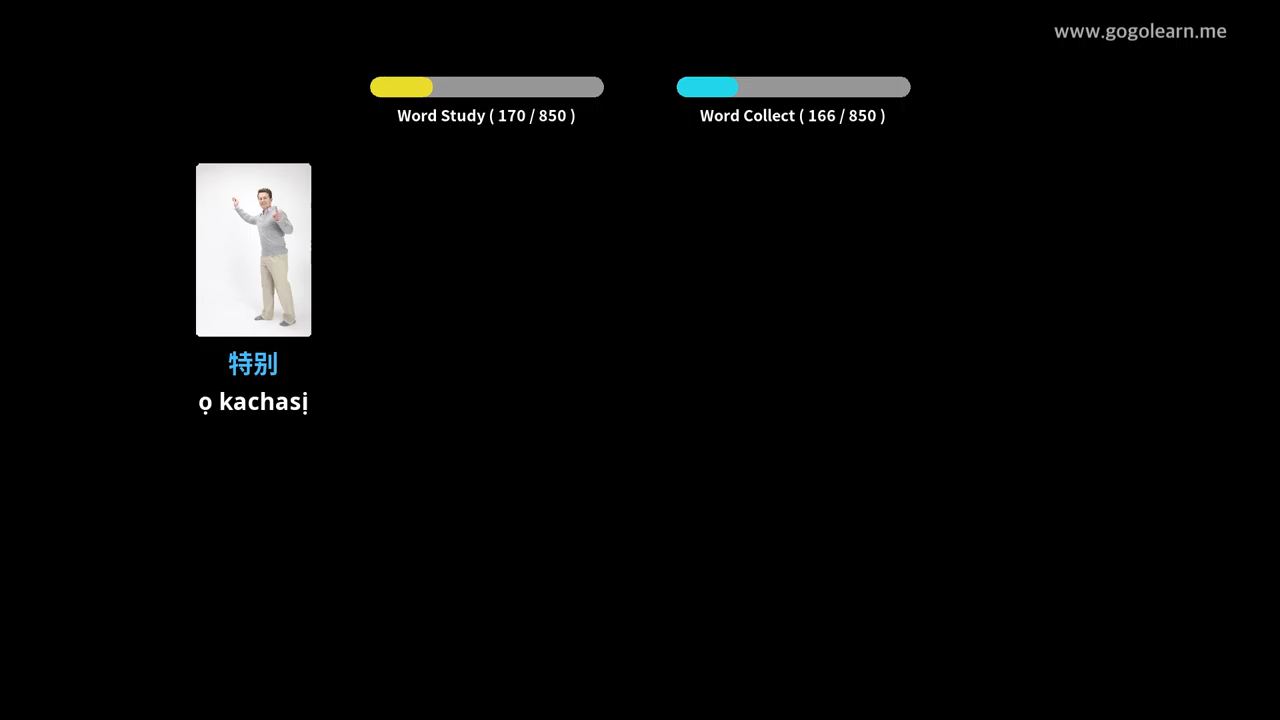 www.gogolearn.me
Word Study ( 170 / 850 )
Word Collect ( 166 / 850 )
特别
ọ kachasị